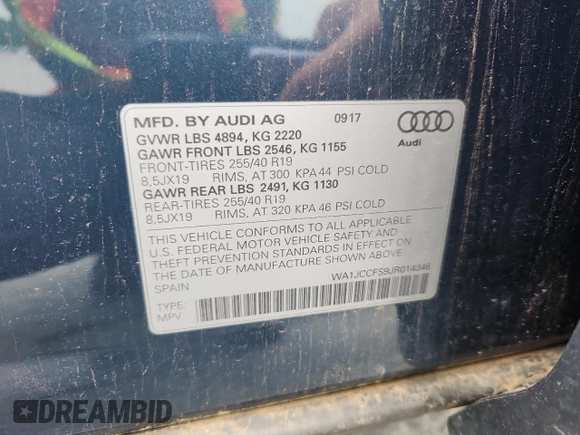 MFD. BY AUDI AG 0917
GVWR LBS 4894, KG 2220
GAWR FRONT LBS 2546, KG 1155
FRONT-TIRES 255/40 R19
8,5JX19 RIMS, AT 300 KPA 44 PSI COLD
GAWR REAR LBS 2491, KG 1130
REAR-TIRES 255/40 R19
8,5JX19 RIMS, AT 320 KPA 46 PSI COLD
Audi
THIS VEHICLE CONFORMS TO ALL APPLICABLE
U.S. FEDERAL MOTOR VEHICLE SAFETY AND
THEFT PREVENTION STANDARDS IN EFFECT ON
THE DATE OF MANUFACTURE SHOWN ABOVE.
SPAIN
WA1JCCFS9JR014346
TYPE:
MPV
DREAMBID